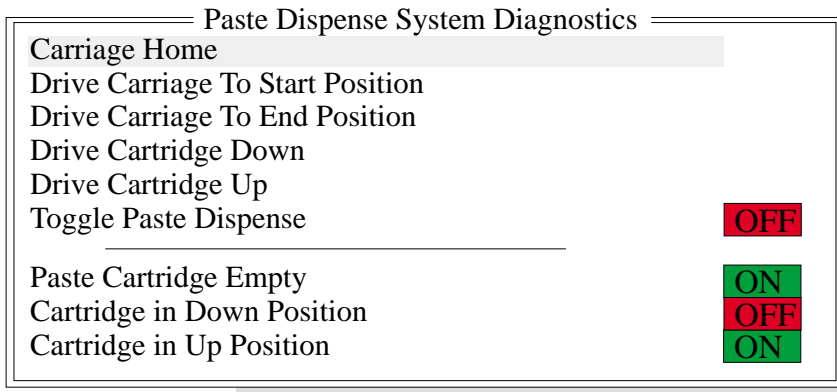 Paste Dispense System Diagnostics
Carriage Home
Drive Carriage To Start Position
Drive Carriage To End Position
Drive Cartridge Down
Drive Cartridge Up
Toggle Paste Dispense OFF
Paste Cartridge Empty ON
Cartridge in Down Position OFF
Cartridge in Up Position ON